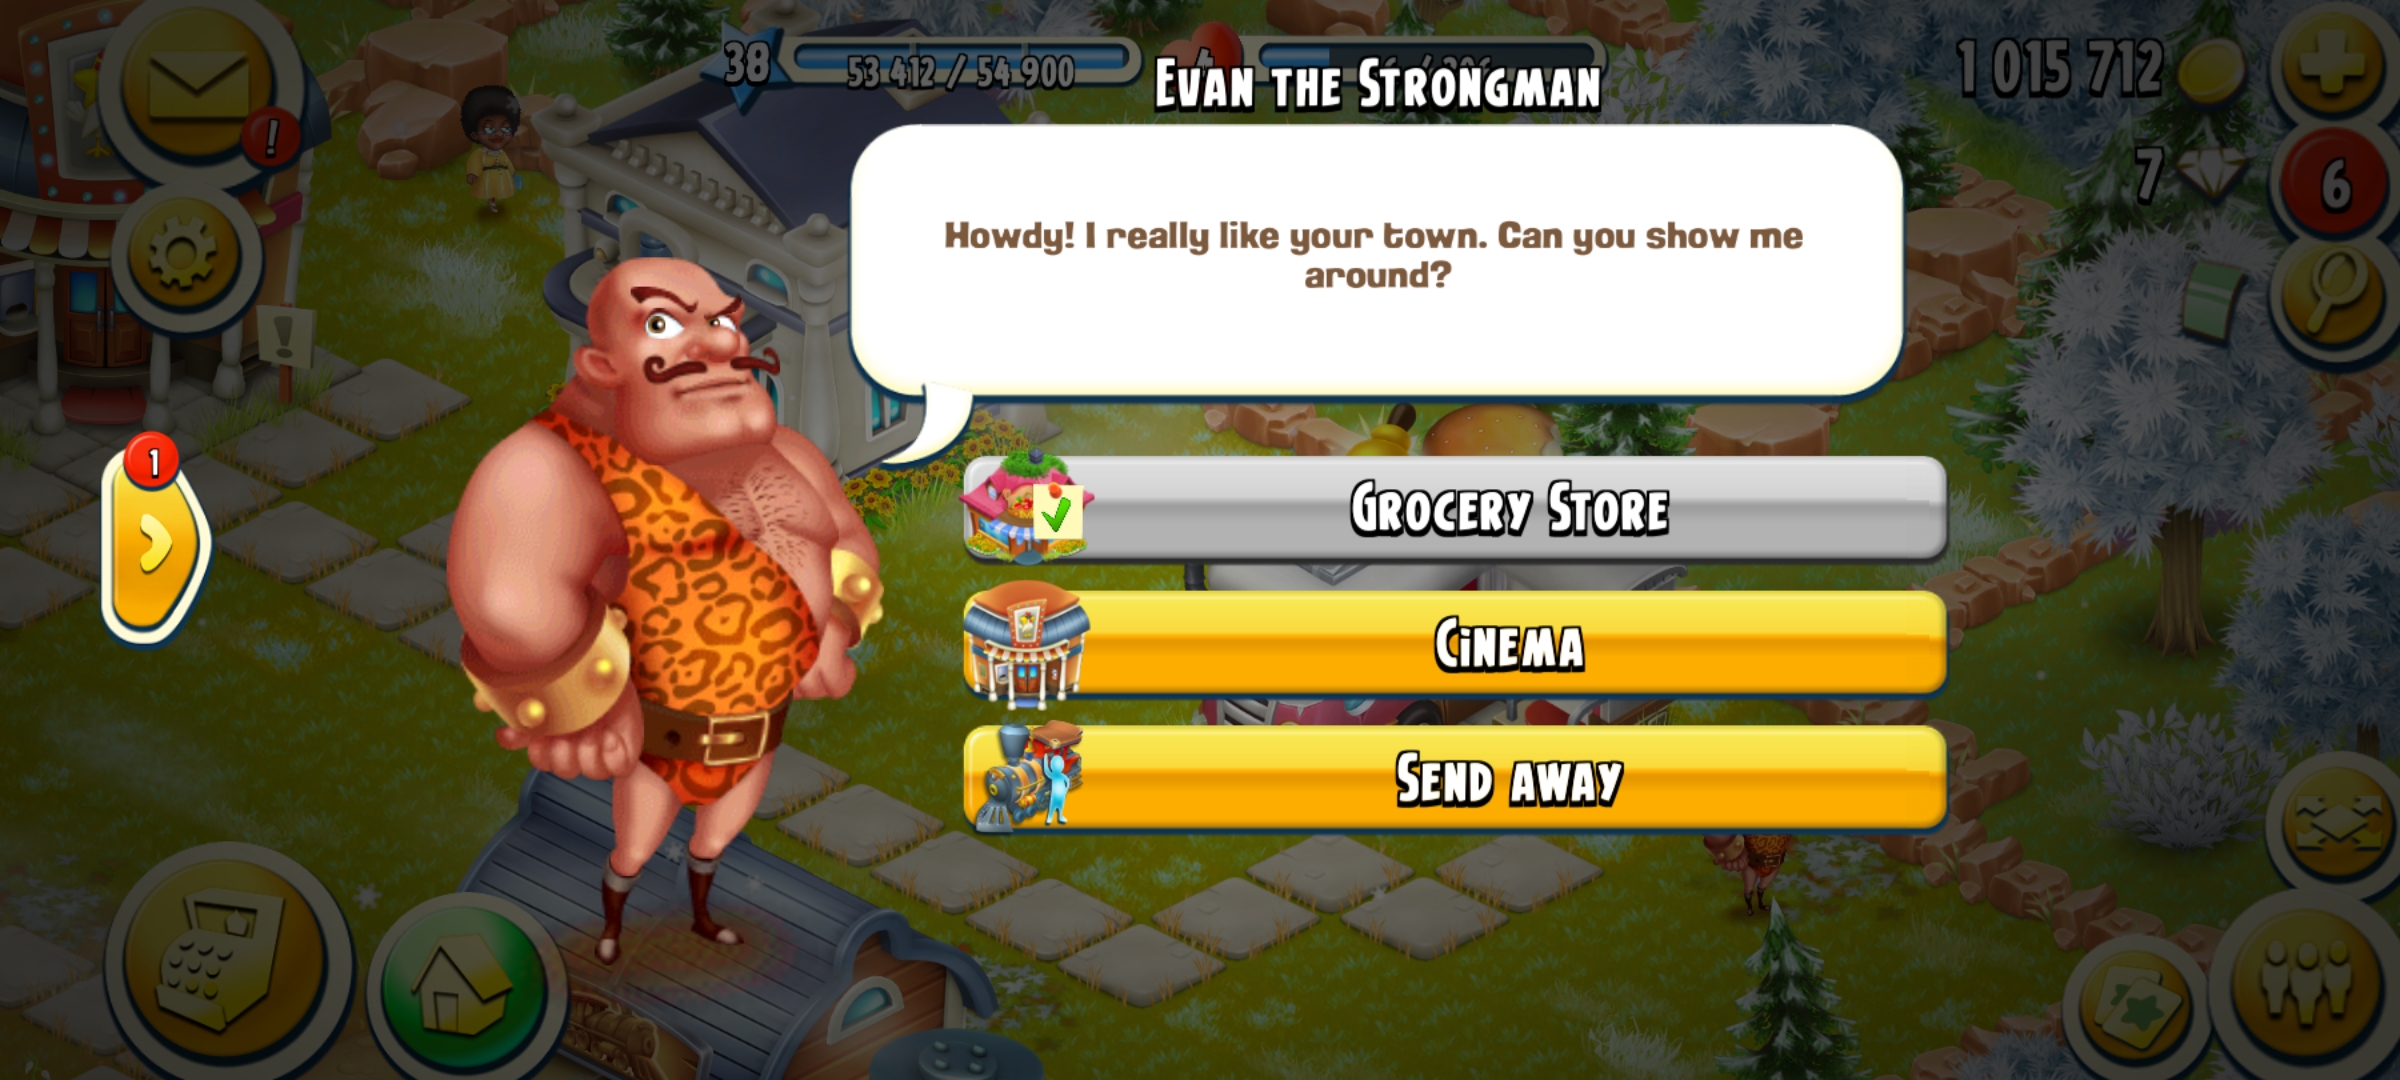 38
53 412 / 54 900
4
1 015 712
EVAN THE STRONGMAN
!
7
6
Howdy! I really like your town. Can you show me
around?
1
GROCERY STORE
CINEMA
SEND AWAY